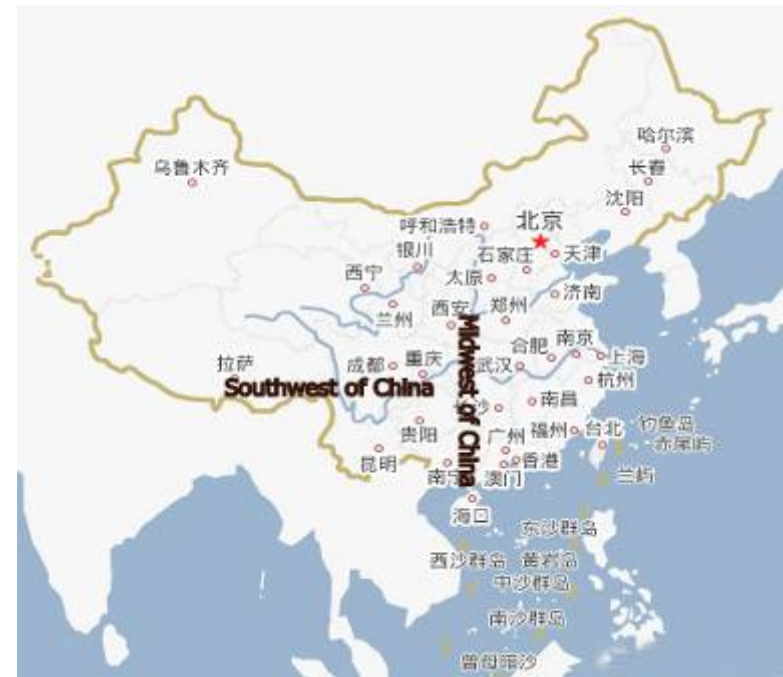 哈尔滨
乌鲁木齐
长春
沈阳
呼和浩特
北京
银川
石家庄
天津
西宁
太原
济南
兰州
西安
郑州
合肥
南京
拉萨
成都
重庆
武汉
上海
杭州
Southwest of China
Midwest of China
沙
南昌
贵阳
广州
福州
台北
钓鱼岛
赤尾屿
昆明
南宁
澳门
香港
兰屿
海口
东沙群岛
西沙群岛
黄岩岛
中沙群岛
南沙群岛
曾母暗沙